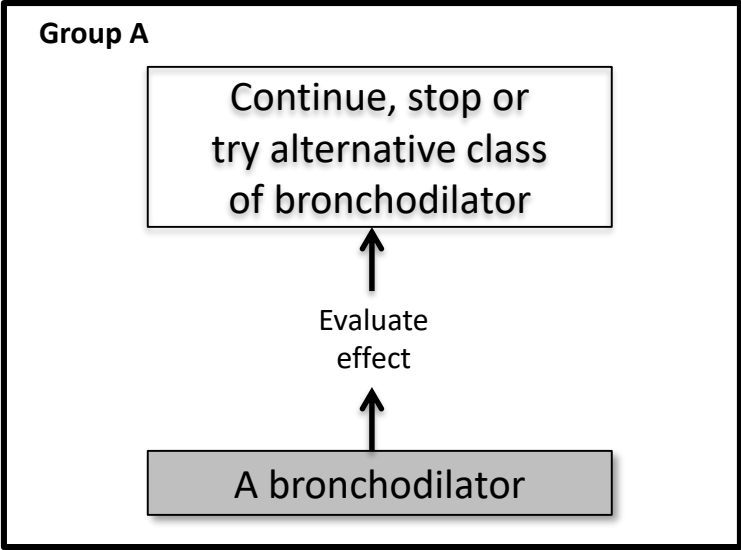 Group A
Continue, stop or
try alternative class
of bronchodilator
Evaluate
effect
A bronchodilator